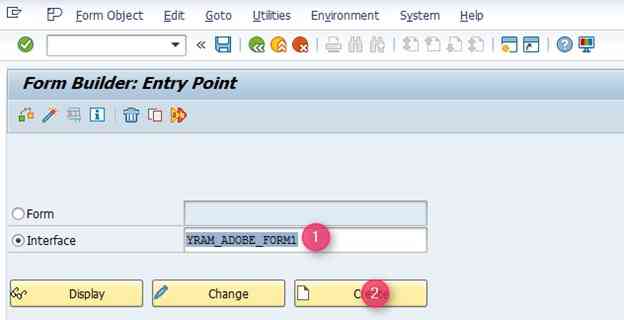 Form Object Edit Goto Utilities Environment System Help
Form Builder: Entry Point
Form
Interface YRAM_ADOBE_FORM1 1
Display Change Create 2